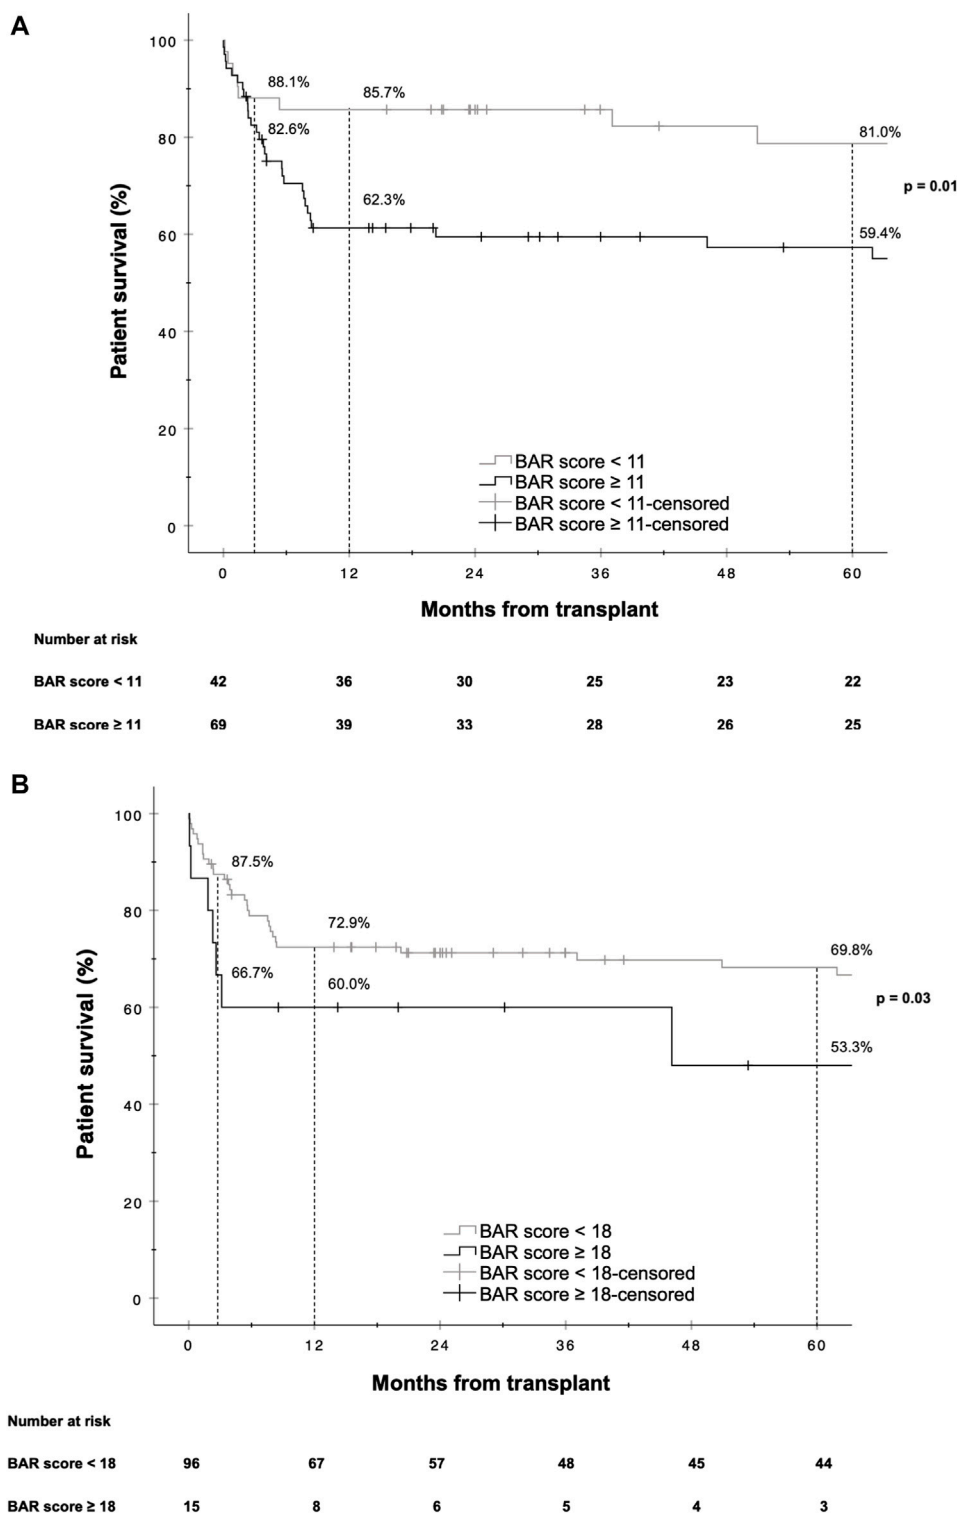 A
100
80
60
40
20
0
Patient survival (%)
88.1%
85.7%
82.6%
81.0%
p = 0.01
62.3%
59.4%
BAR score < 11
BAR score ≥ 11
BAR score < 11-censored
BAR score ≥ 11-censored
0 12 24 36 48 60
Months from transplant
Number at risk
BAR score < 11 42 36 30 25 23 22
BAR score ≥ 11 69 39 33 28 26 25
B
100
80
60
40
20
0
Patient survival (%)
87.5%
72.9%
69.8%
66.7%
60.0%
p = 0.03
53.3%
BAR score < 18
BAR score ≥ 18
BAR score < 18-censored
BAR score ≥ 18-censored
0 12 24 36 48 60
Months from transplant
Number at risk
BAR score < 18 96 67 57 48 45 44
BAR score ≥ 18 15 8 6 5 4 3